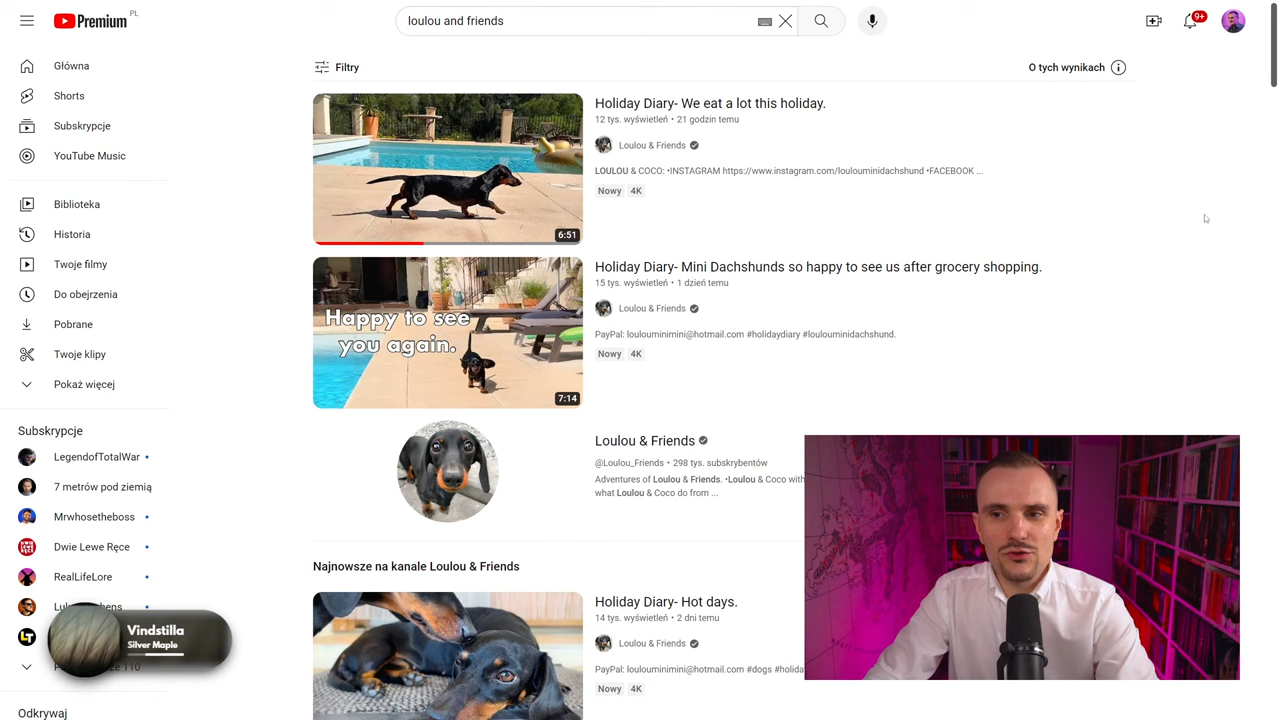 Premium PL
loulou and friends
9+
Główna
Shorts
Subskrypcje
YouTube Music
Biblioteka
Historia
Twoje filmy
Do obejrzenia
Pobrane
Twoje klipy
Pokaż więcej
Subskrypcje
LegendofTotalWar
7 metrów pod ziemią
Mrwhosetheboss
Dwie Lewe Ręce
RealLifeLore
Vindstilla
Silver Maple
110
Odkrywaj
Filtry
O tych wynikach
Holiday Diary- We eat a lot this holiday.
12 tys. wyświetleń • 21 godzin temu
Loulou & Friends
LOULOU & COCO: •INSTAGRAM https://www.instagram.com/loulouminidachshund •FACEBOOK ...
Nowy 4K
6:51
Holiday Diary- Mini Dachshunds so happy to see us after grocery shopping.
15 tys. wyświetleń • 1 dzień temu
Loulou & Friends
PayPal: loulouminimini@hotmail.com #holidaydiary #loulouminidachshund.
Nowy 4K
Happy to see
you again.
7:14
Loulou & Friends
@Loulou_Friends • 298 tys. subskrybentów
Adventures of Loulou & Friends. •Loulou & Coco with
what Loulou & Coco do from ...
Najnowsze na kanale Loulou & Friends
Holiday Diary- Hot days.
14 tys. wyświetleń • 2 dni temu
Loulou & Friends
PayPal: loulouminimini@hotmail.com #dogs #holida
Nowy 4K